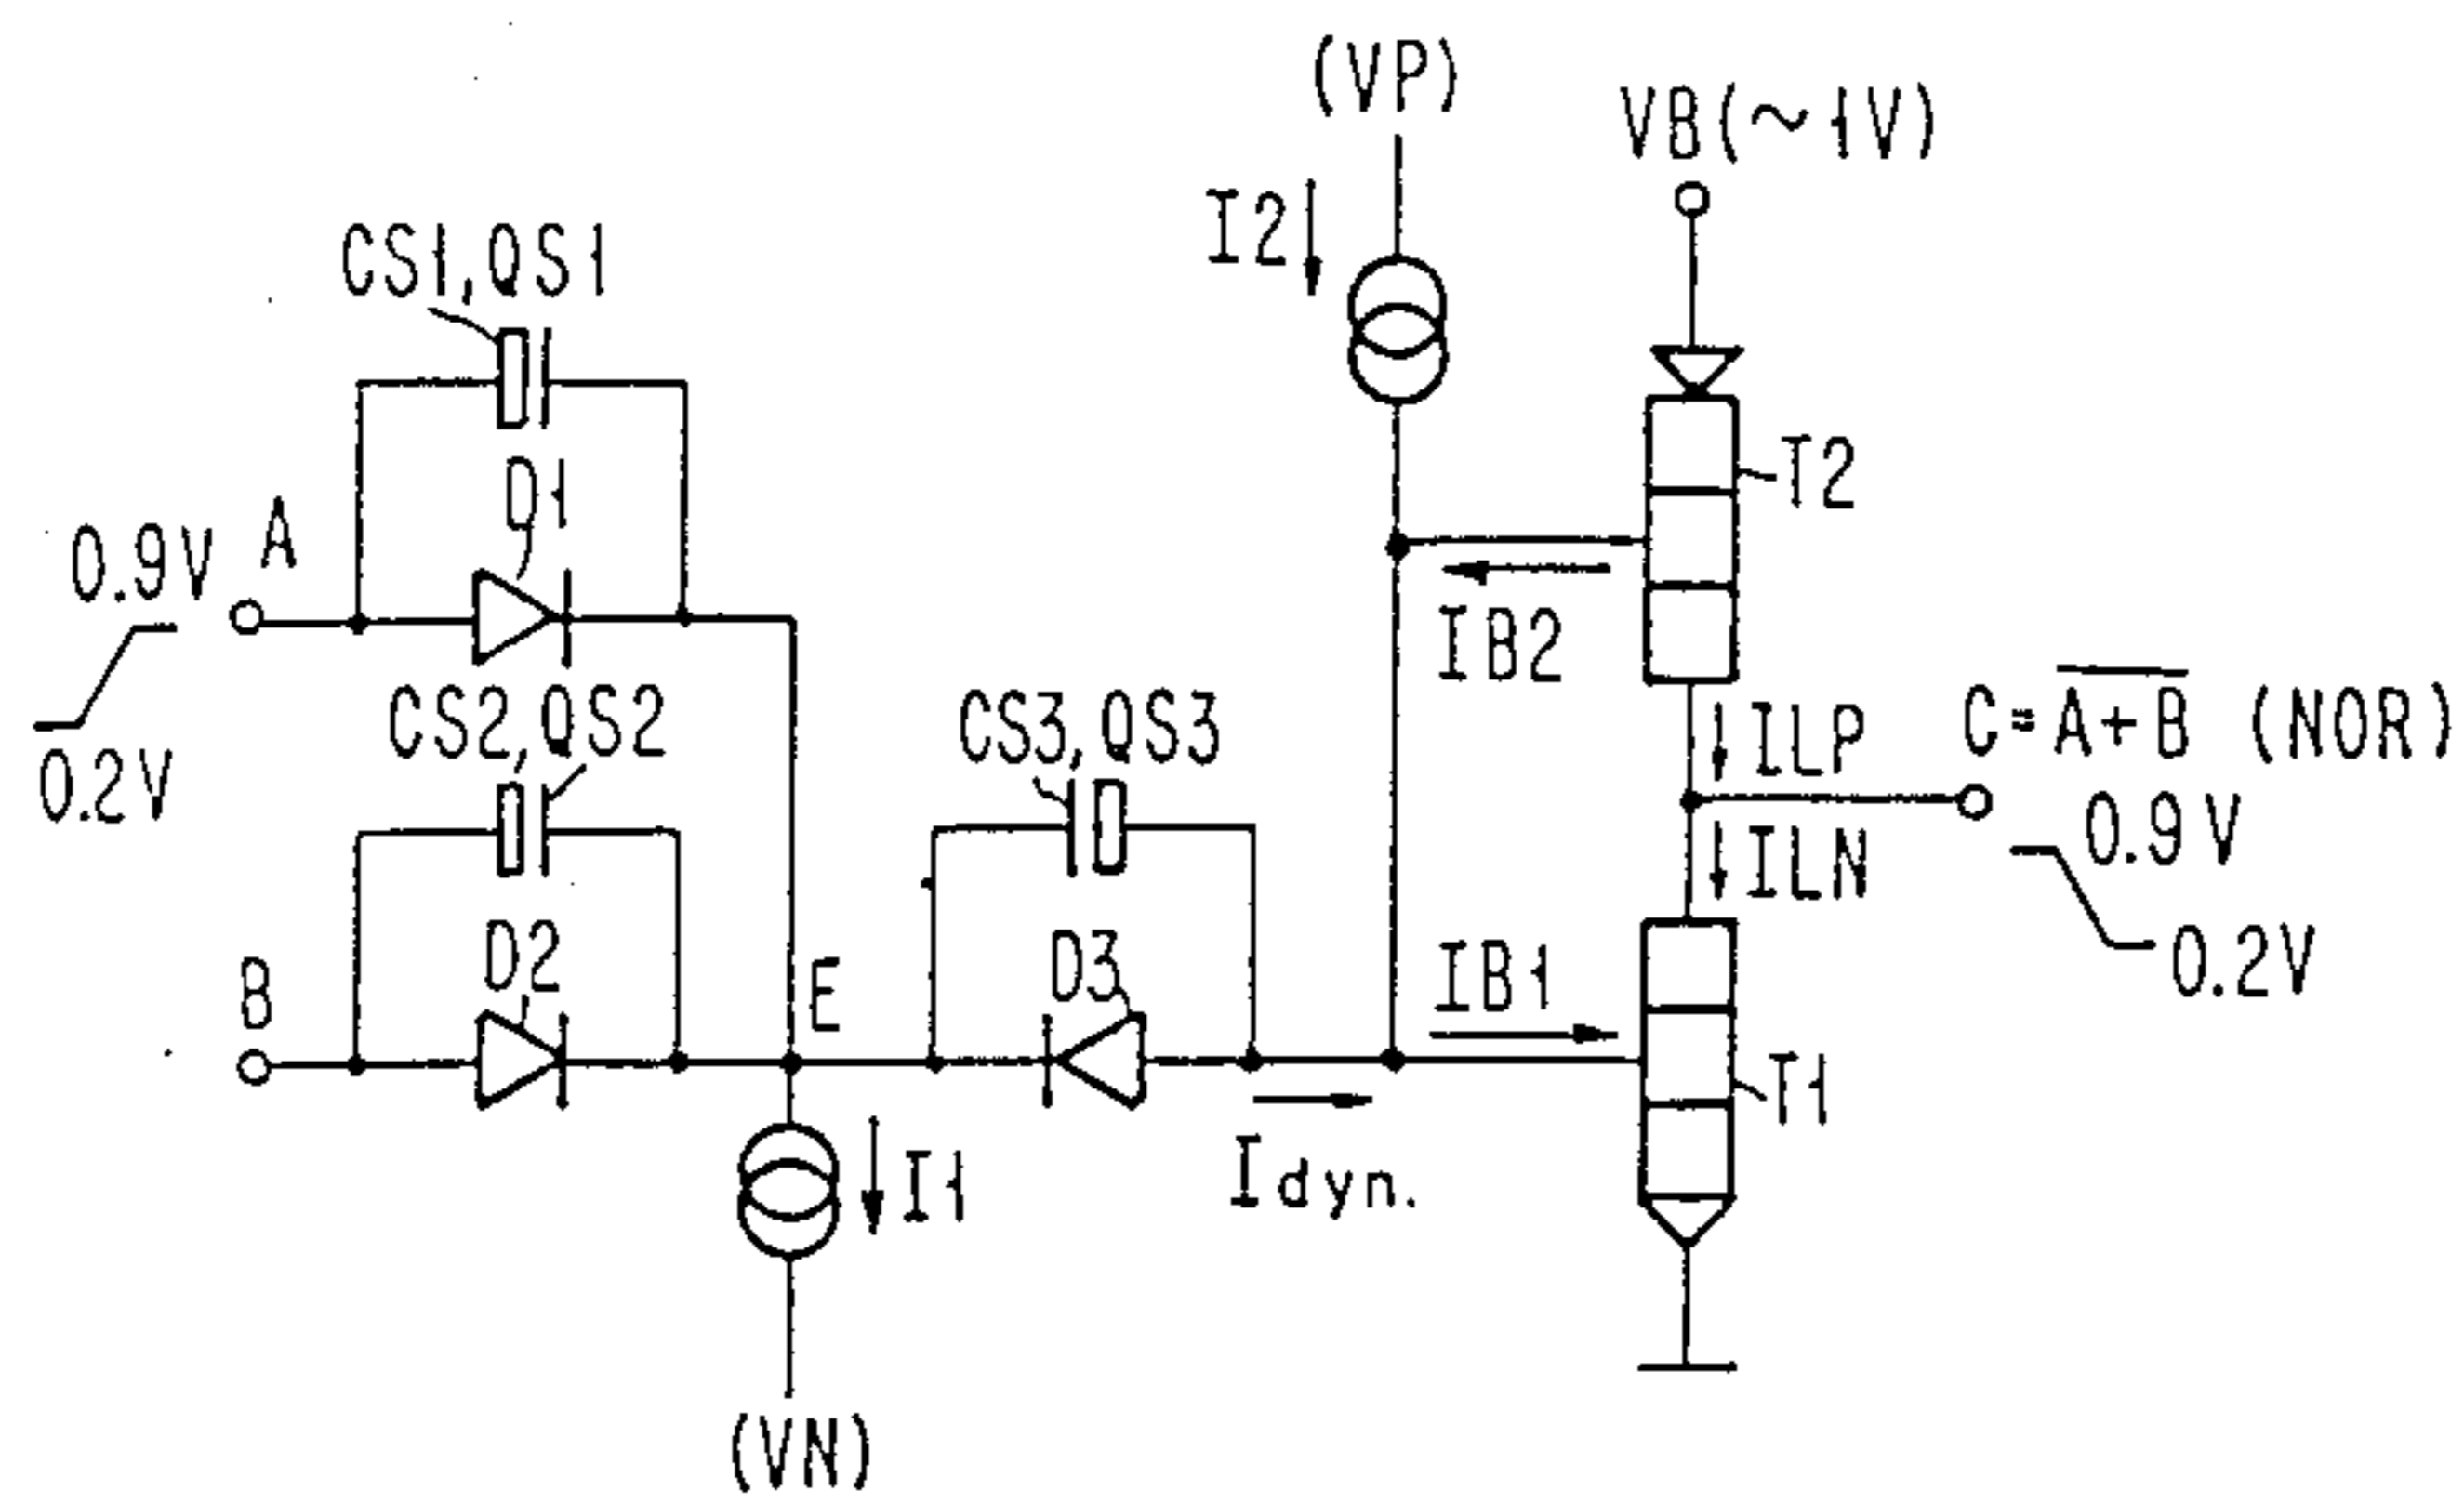 (VP)
VB(~1V)
I2
CS1,QS1
D1
T2
0.9V
A
IB2
CS2,QS2
CS3,QS3
ILP
C=A+B (NOR)
0.2V
0.9V
ILN
D2
D3
IB1
B
E
0.2V
T1
Idyn.
I1
(VN)